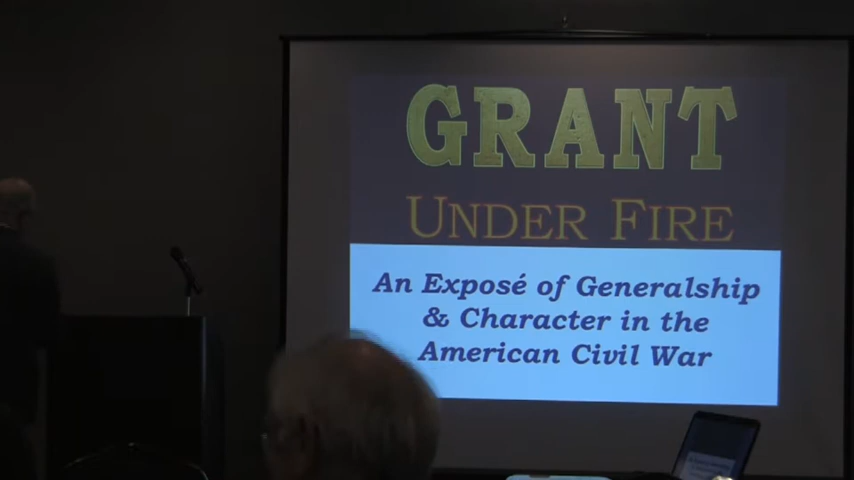 GRANT
UNDER FIRE
An Exposé of Generalship
& Character in the
American Civil War